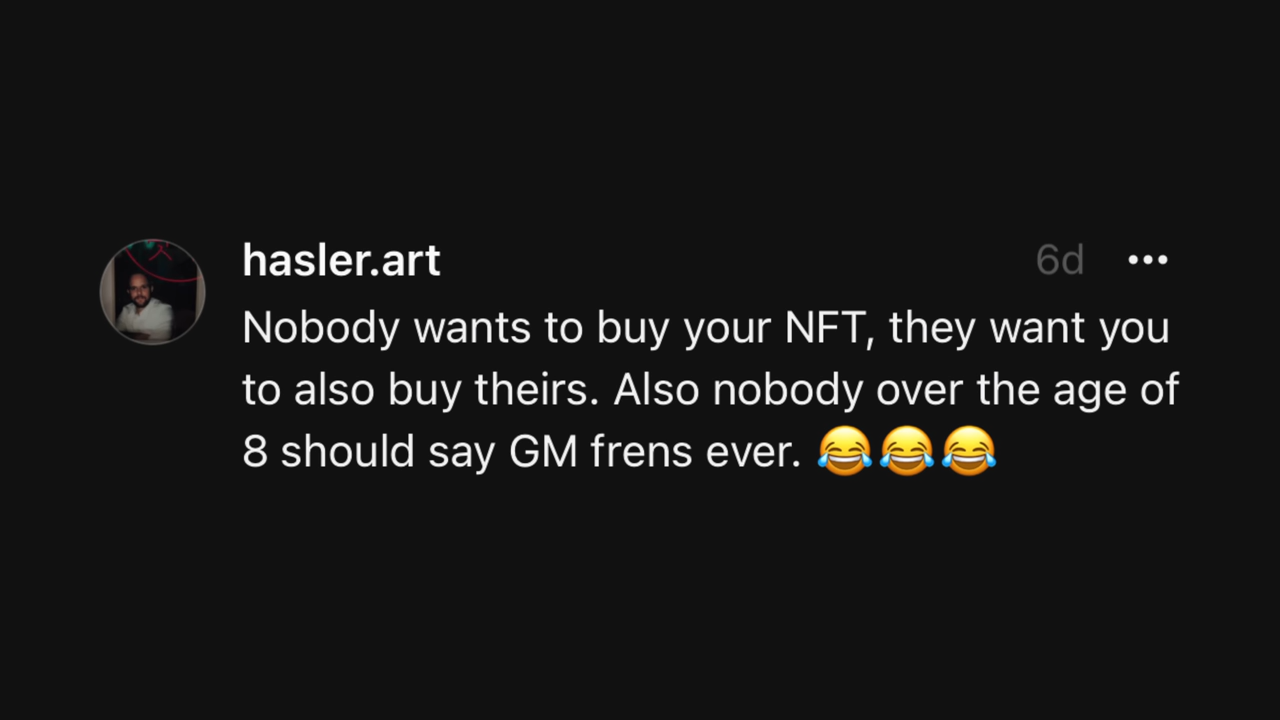 hasler.art 6d
Nobody wants to buy your NFT, they want you
to also buy theirs. Also nobody over the age of
8 should say GM frens ever. 😂😂😂